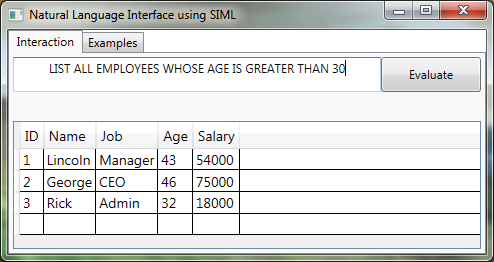 Natural Language Interface using SIML
Interaction Examples
LIST ALL EMPLOYEES WHOSE AGE IS GREATER THAN 30
Evaluate
ID Name Job Age Salary
1 Lincoln Manager 43 54000
2 George CEO 46 75000
3 Rick Admin 32 18000